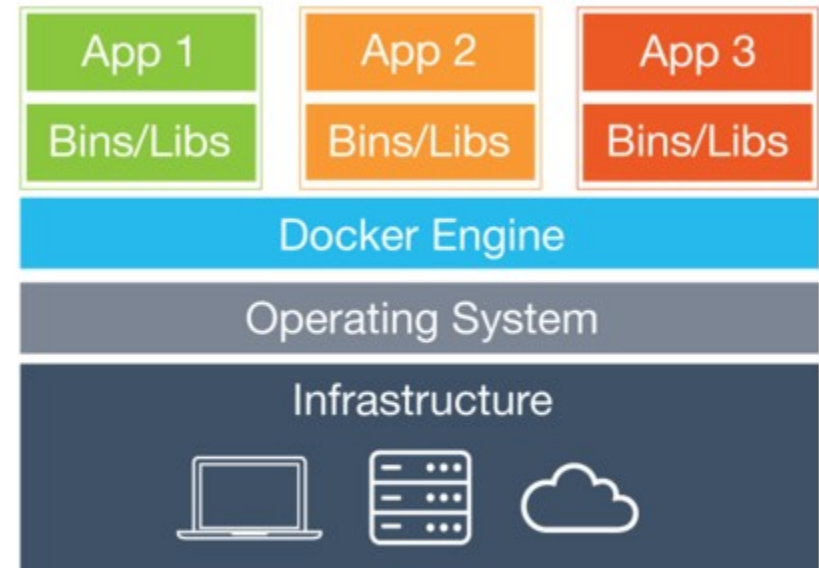 App 1
App 2
App 3
Bins/Libs
Bins/Libs
Bins/Libs
Docker Engine
Operating System
Infrastructure